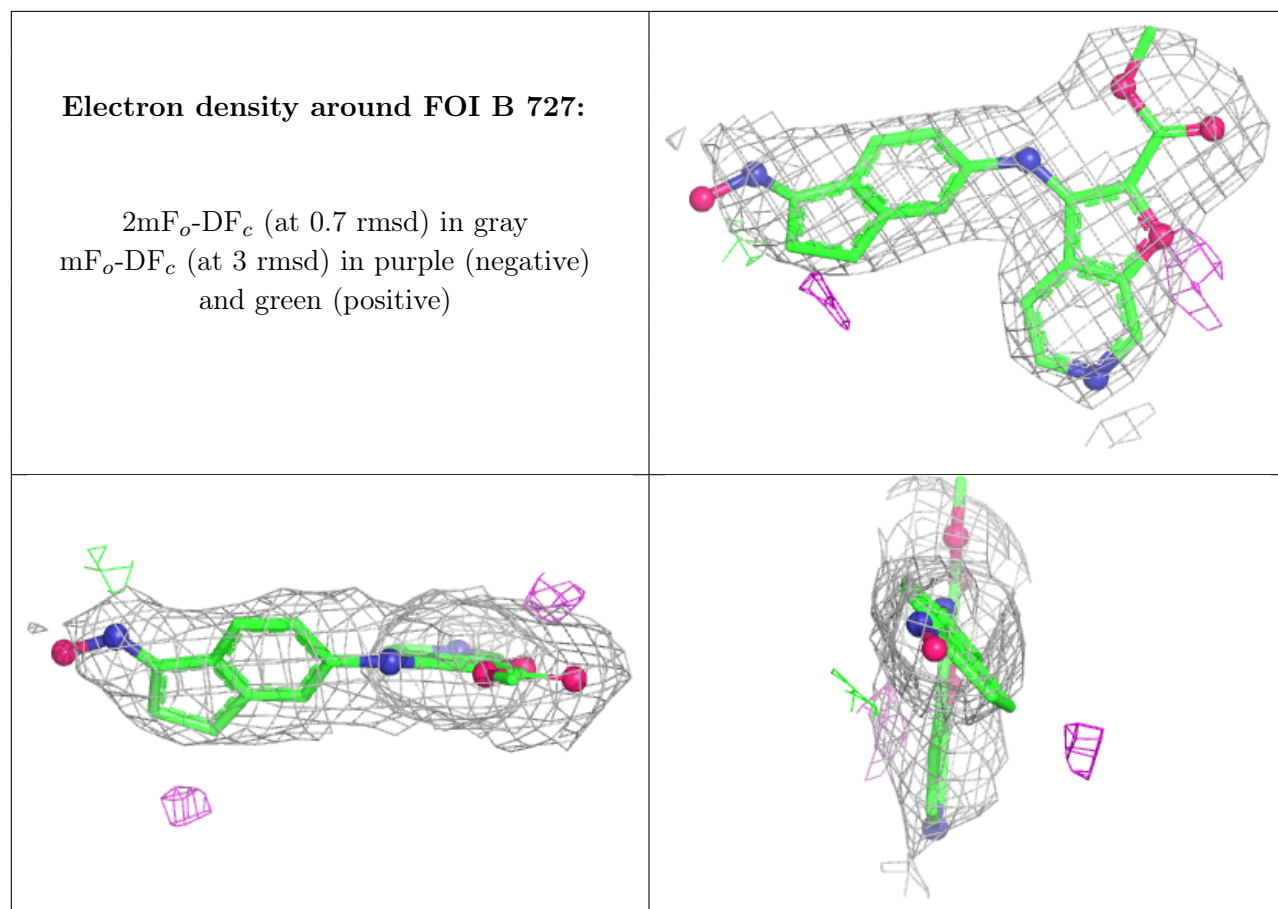 Electron density around FOI B 727:
2mFo-DFc (at 0.7 rmsd) in gray
mFo-DFc (at 3 rmsd) in purple (negative)
and green (positive)